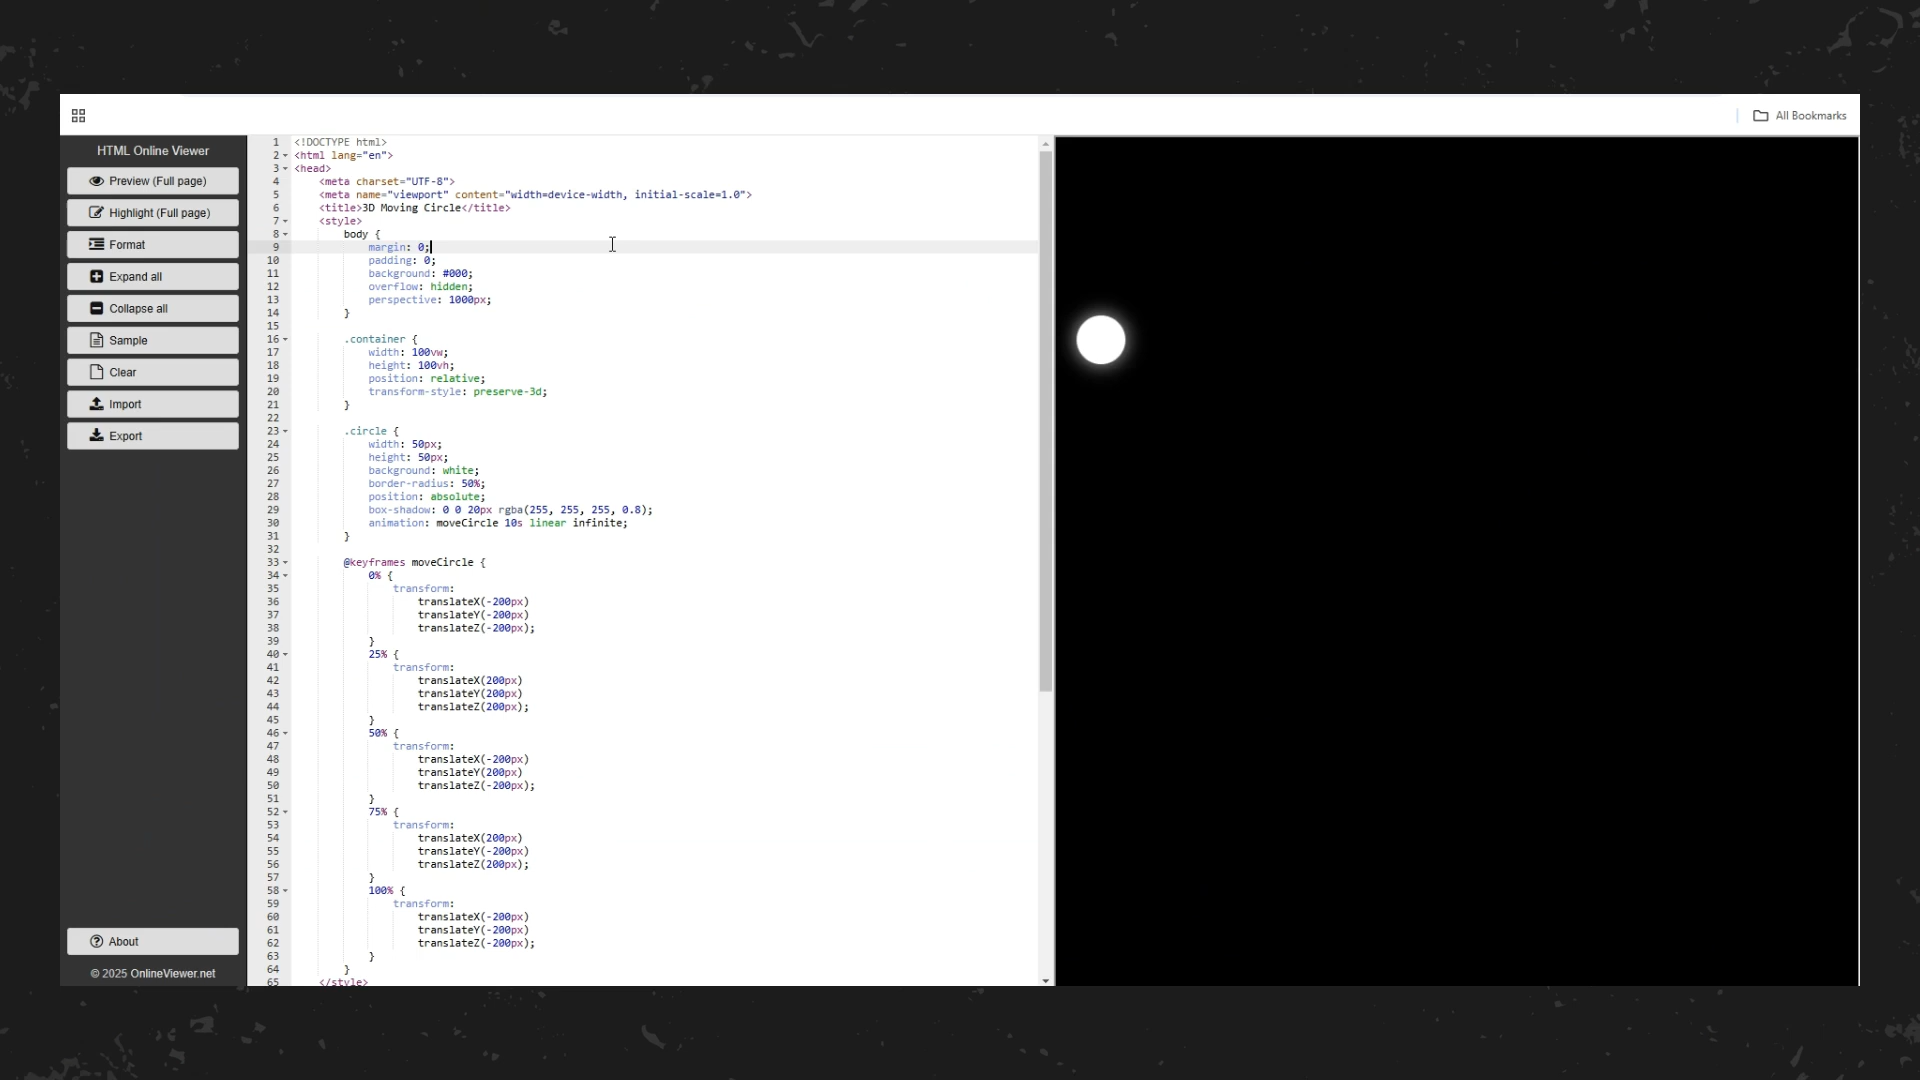 All Bookmarks
HTML Online Viewer
Preview (Full page)
Highlight (Full page)
Format
Expand all
Collapse all
Sample
Clear
Import
Export
About
© 2025 OnlineViewer.net
1 <!DOCTYPE html>
2 <html lang="en">
3 <head>
4 <meta charset="UTF-8">
5 <meta name="viewport" content="width=device-width, initial-scale=1.0">
6 <title>3D Moving Circle</title>
7 <style>
8 body {
9 margin: 0;
10 padding: 0;
11 background: #000;
12 overflow: hidden;
13 perspective: 1000px;
14 }
15
16 .container {
17 width: 100vw;
18 height: 100vh;
19 position: relative;
20 transform-style: preserve-3d;
21 }
22
23 .circle {
24 width: 50px;
25 height: 50px;
26 background: white;
27 border-radius: 50%;
28 position: absolute;
29 box-shadow: 0 0 20px rgba(255, 255, 255, 0.8);
30 animation: moveCircle 10s linear infinite;
31 }
32
33 @keyframes moveCircle {
34 0% {
35 transform:
36 translateX(-200px)
37 translateY(-200px)
38 translateZ(-200px);
39 }
40 25% {
41 transform:
42 translateX(200px)
43 translateY(200px)
44 translateZ(200px);
45 }
46 50% {
47 transform:
48 translateX(-200px)
49 translateY(200px)
50 translateZ(-200px);
51 }
52 75% {
53 transform:
54 translateX(200px)
55 translateY(-200px)
56 translateZ(200px);
57 }
58 100% {
59 transform:
60 translateX(-200px)
61 translateY(-200px)
62 translateZ(-200px);
63 }
64 }
65 </style>